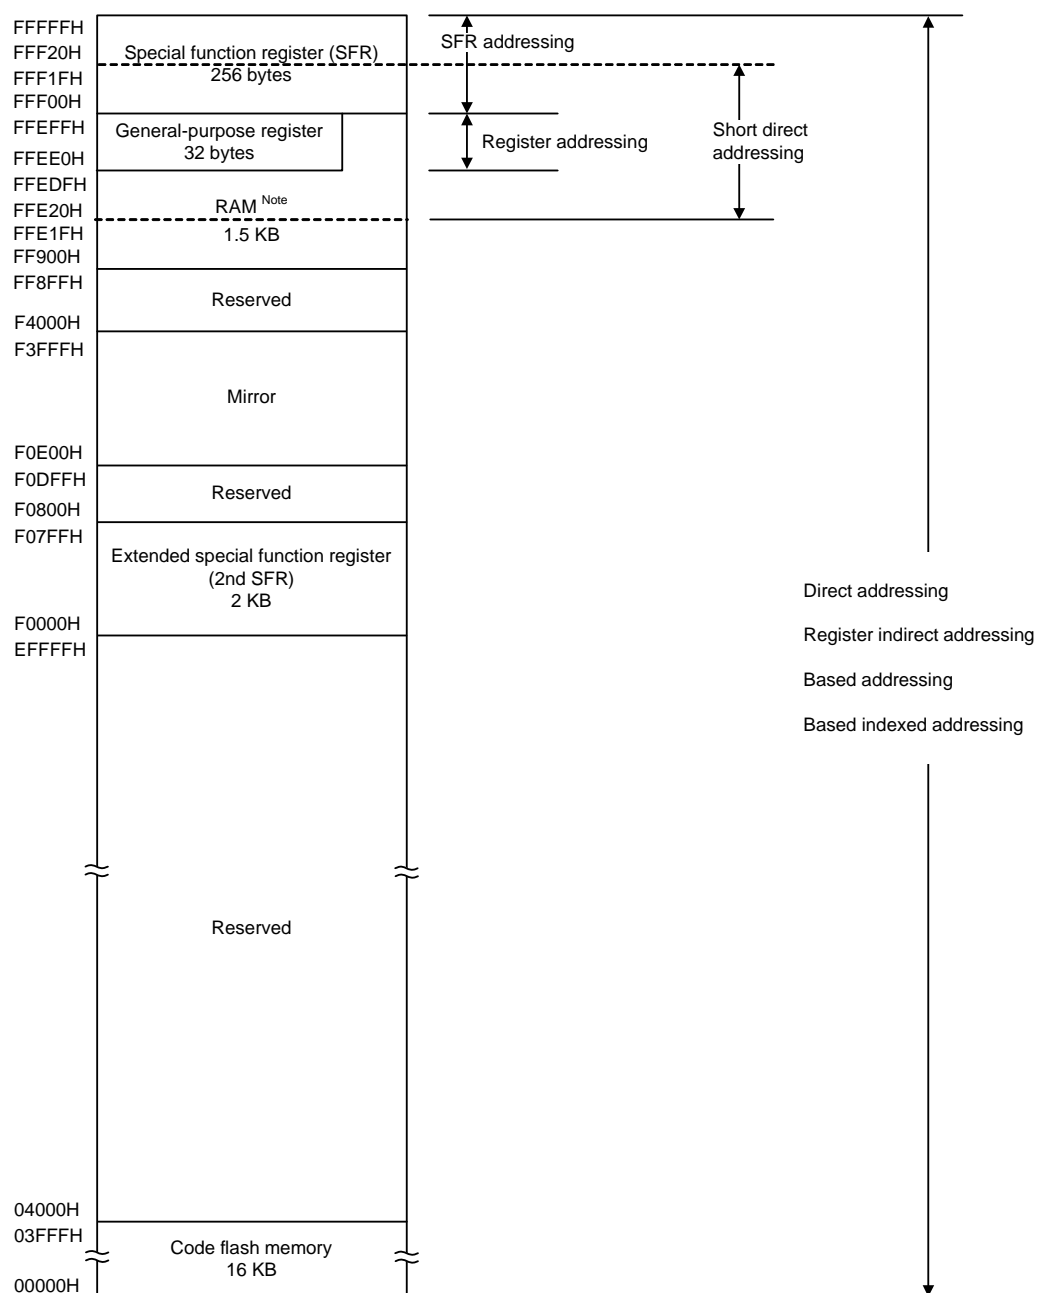 FFFFFH
SFR addressing
FFF20H
Special function register (SFR)
256 bytes
FFF1FH
FFF00H
FFEFFH
General-purpose register
32 bytes
Register addressing
Short direct
addressing
FFEE0H
FFEDFH
RAM Note
FFE20H
1.5 KB
FFE1FH
FF900H
FF8FFH
Reserved
F4000H
F3FFFH
Mirror
F0E00H
F0DFFH
Reserved
F0800H
F07FFH
Extended special function register
(2nd SFR)
2 KB
F0000H
EFFFFH
Direct addressing
Register indirect addressing
Based addressing
Based indexed addressing
Reserved
04000H
03FFFH
Code flash memory
16 KB
00000H